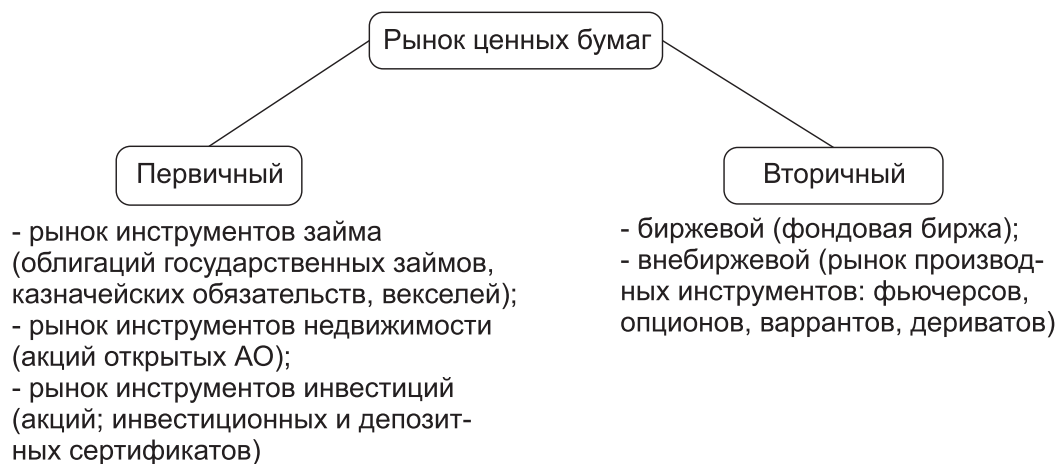 Рынок ценных бумаг
Первичный
- рынок инструментов займа
(облигаций государственных займов,
казначейских обязательств, векселей);
- рынок инструментов недвижимости
(акций открытых АО);
- рынок инструментов инвестиций
(акций; инвестиционных и депозит-
ных сертификатов)
Вторичный
- биржевой (фондовая биржа);
- внебиржевой (рынок производ-
ных инструментов: фьючерсов,
опционов, варрантов, дериватов)